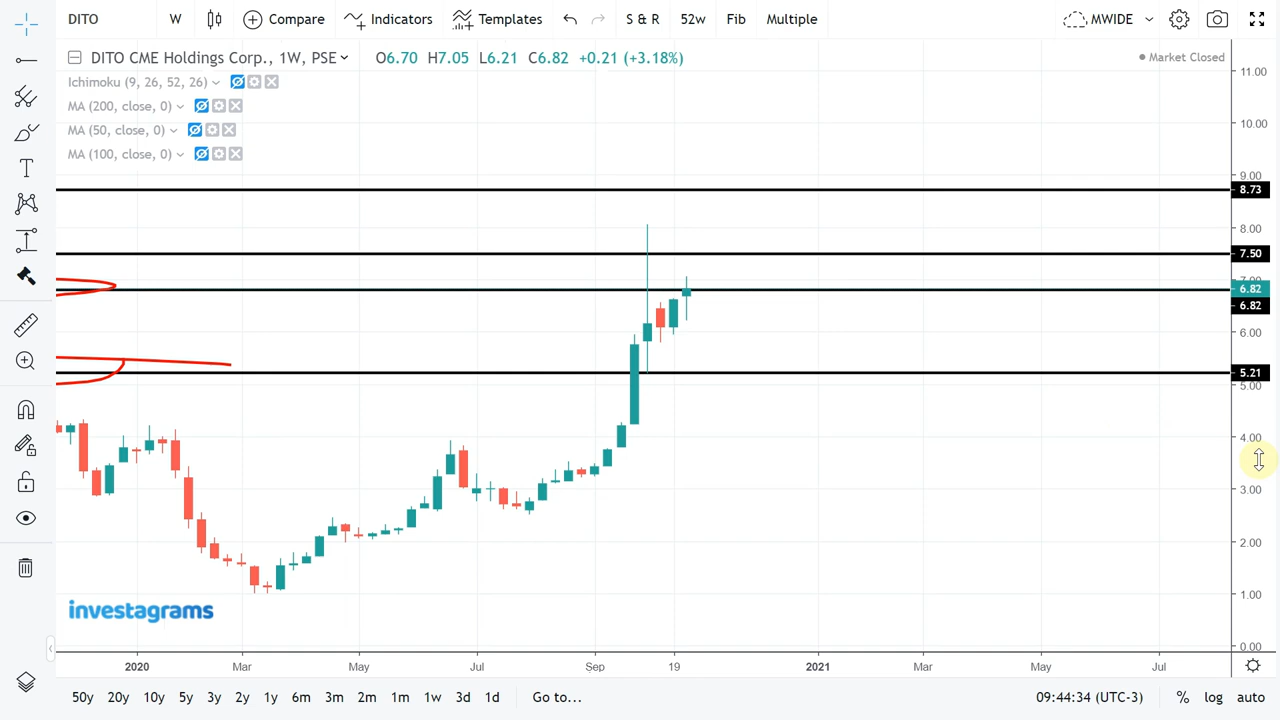 DITO W Compare Indicators Templates S & R 52w Fib Multiple MWIDE
DITO CME Holdings Corp., 1W, PSE O6.70 H7.05 L6.21 C6.82 +0.21 (+3.18%) Market Closed
Ichimoku (9, 26, 52, 26)
MA (200, close, 0)
MA (50, close, 0)
MA (100, close, 0)
11.00
10.00
9.00
8.73
8.00
7.50
7.00
6.82
6.82
6.00
5.21
5.00
4.00
3.00
2.00
1.00
0.00
investagrams
2020 Mar May Jul Sep 19 2021 Mar May Jul
50y 20y 10y 5y 3y 2y 1y 6m 3m 2m 1m 1w 3d 1d Go to... 09:44:34 (UTC-3) % log auto